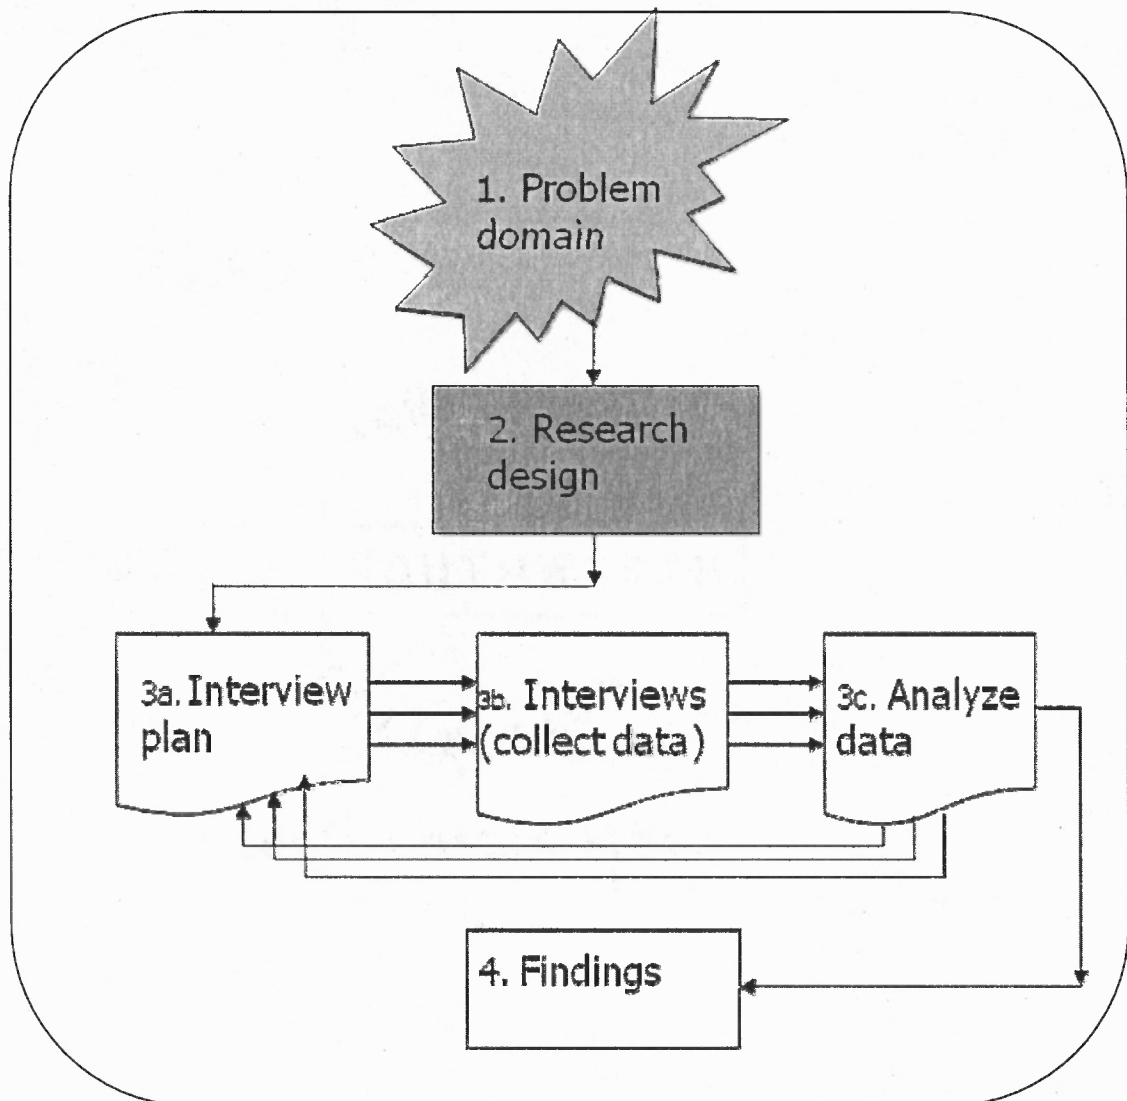 1. Problem
domain
2. Research
design
3a. Interview
plan
3b. Interviews
(collect data)
3c. Analyze
data
4. Findings